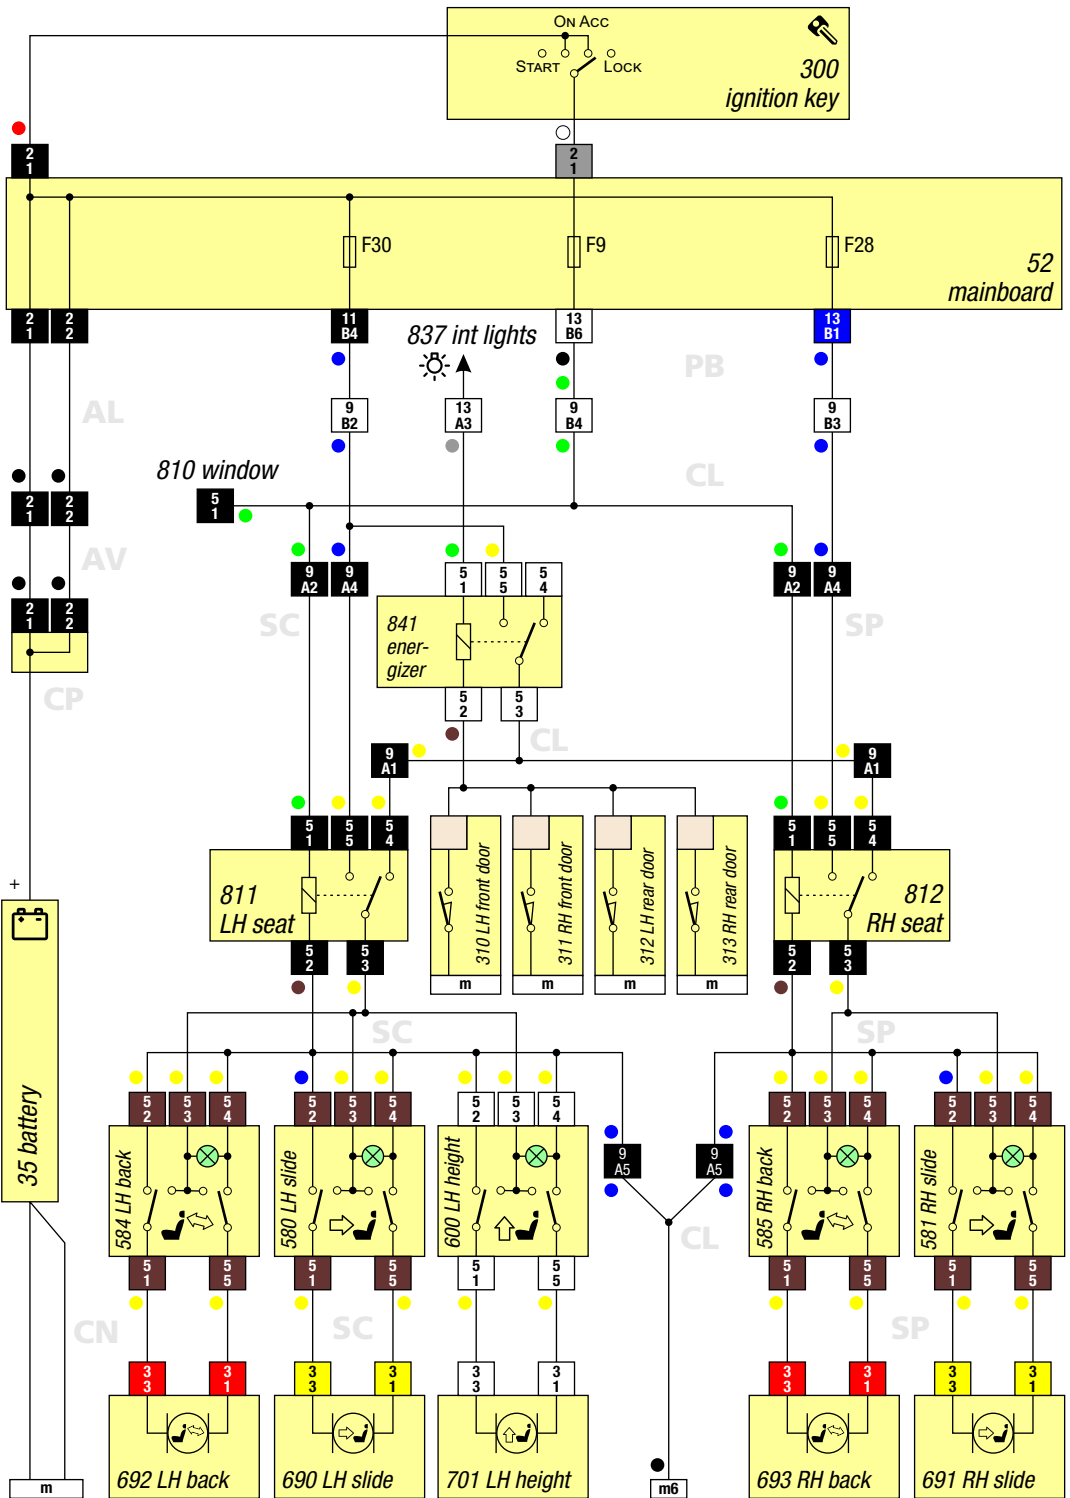 ON ACC
START
LOCK
300
ignition key
2
1
2
1
F30
F9
F28
52
mainboard
2
1
2
2
11
B4
837 int lights
13
B6
13
B1
PB
AL
9
B2
13
A3
9
B4
9
B3
810 window
CL
5
1
2
1
2
2
AV
9
A2
9
A4
5
1
5
5
5
4
9
A2
9
A4
2
1
2
2
SC
841
ener-
gizer
SP
CP
5
2
5
3
CL
9
A1
9
A1
5
1
5
5
5
4
310 LH front door
311 RH front door
312 LH rear door
313 RH rear door
5
1
5
5
5
4
+
811
LH seat
812
RH seat
5
2
5
3
m
m
m
m
5
2
5
3
SC
SP
35 battery
5
2
5
3
5
4
5
2
5
3
5
4
5
2
5
3
5
4
5
2
5
3
5
4
5
2
5
3
5
4
584 LH back
580 LH slide
600 LH height
9
A5
9
A5
585 RH back
581 RH slide
CL
5
1
5
5
5
1
5
5
5
1
5
5
5
1
5
5
5
1
5
5
CN
SC
SP
3
3
3
1
3
3
3
1
3
3
3
1
3
3
3
1
3
3
3
1
692 LH back
690 LH slide
701 LH height
693 RH back
691 RH slide
m
m6